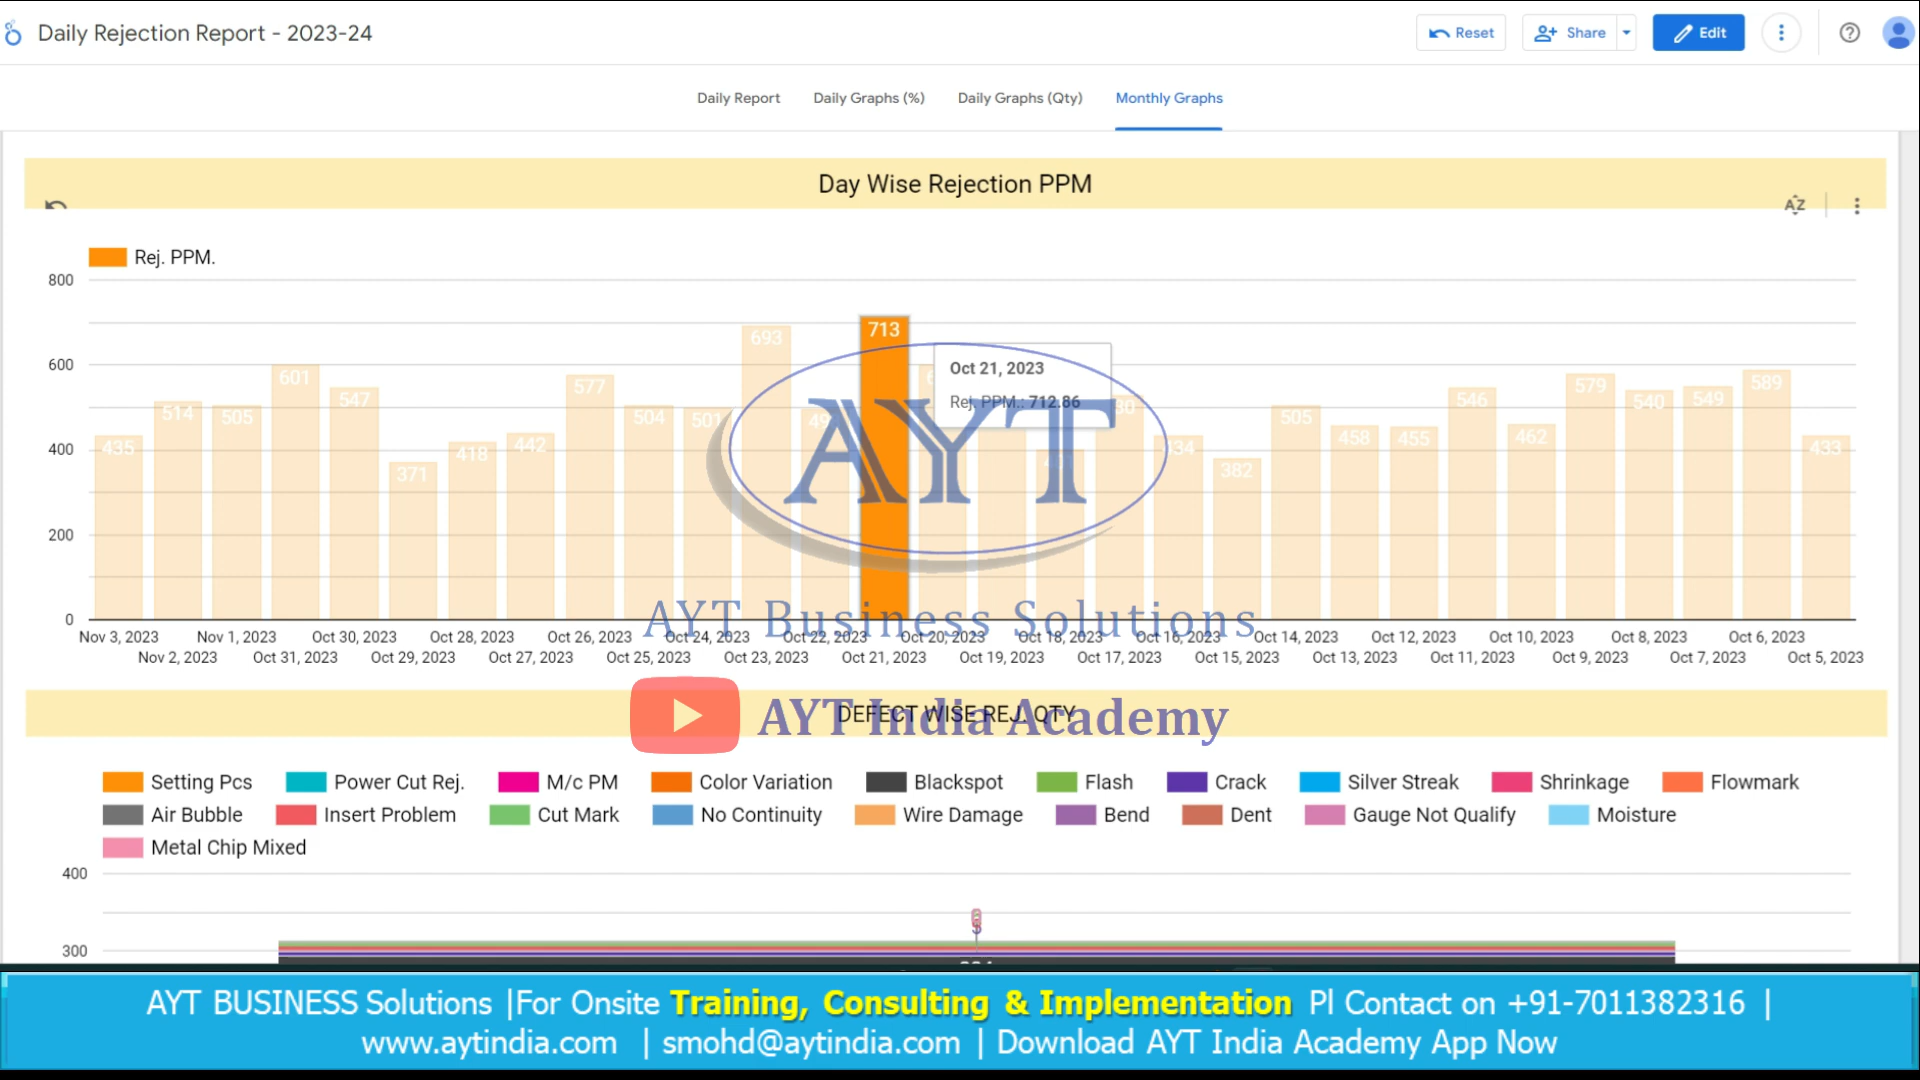 Daily Rejection Report - 2023-24
Reset
Share
Edit
Daily Report
Daily Graphs (%)
Daily Graphs (Qty)
Monthly Graphs
Day Wise Rejection PPM
AZ
Rej. PPM.
800
600
400
200
0
435
514
505
601
547
371
418
442
577
504
501
693
713
Oct 21, 2023
Rej. PPM.: 712.86
382
505
458
455
546
462
579
540
549
589
433
AYT
AYT Business Solutions
Nov 3, 2023 Nov 1, 2023 Oct 30, 2023 Oct 28, 2023 Oct 26, 2023 Oct 24, 2023 Oct 22, 2023 Oct 20, 2023 Oct 18, 2023 Oct 16, 2023 Oct 14, 2023 Oct 12, 2023 Oct 10, 2023 Oct 8, 2023 Oct 6, 2023
Nov 2, 2023 Oct 31, 2023 Oct 29, 2023 Oct 27, 2023 Oct 25, 2023 Oct 23, 2023 Oct 21, 2023 Oct 19, 2023 Oct 17, 2023 Oct 15, 2023 Oct 13, 2023 Oct 11, 2023 Oct 9, 2023 Oct 7, 2023 Oct 5, 2023
DEFECT WISE REJ. QTY
AYT India Academy
Setting Pcs Power Cut Rej. M/c PM Color Variation Blackspot Flash Crack Silver Streak Shrinkage Flowmark
Air Bubble Insert Problem Cut Mark No Continuity Wire Damage Bend Dent Gauge Not Qualify Moisture
Metal Chip Mixed
400
300
AYT BUSINESS Solutions |For Onsite Training, Consulting & Implementation Pl Contact on +91-7011382316 |
www.aytindia.com | smohd@aytindia.com | Download AYT India Academy App Now